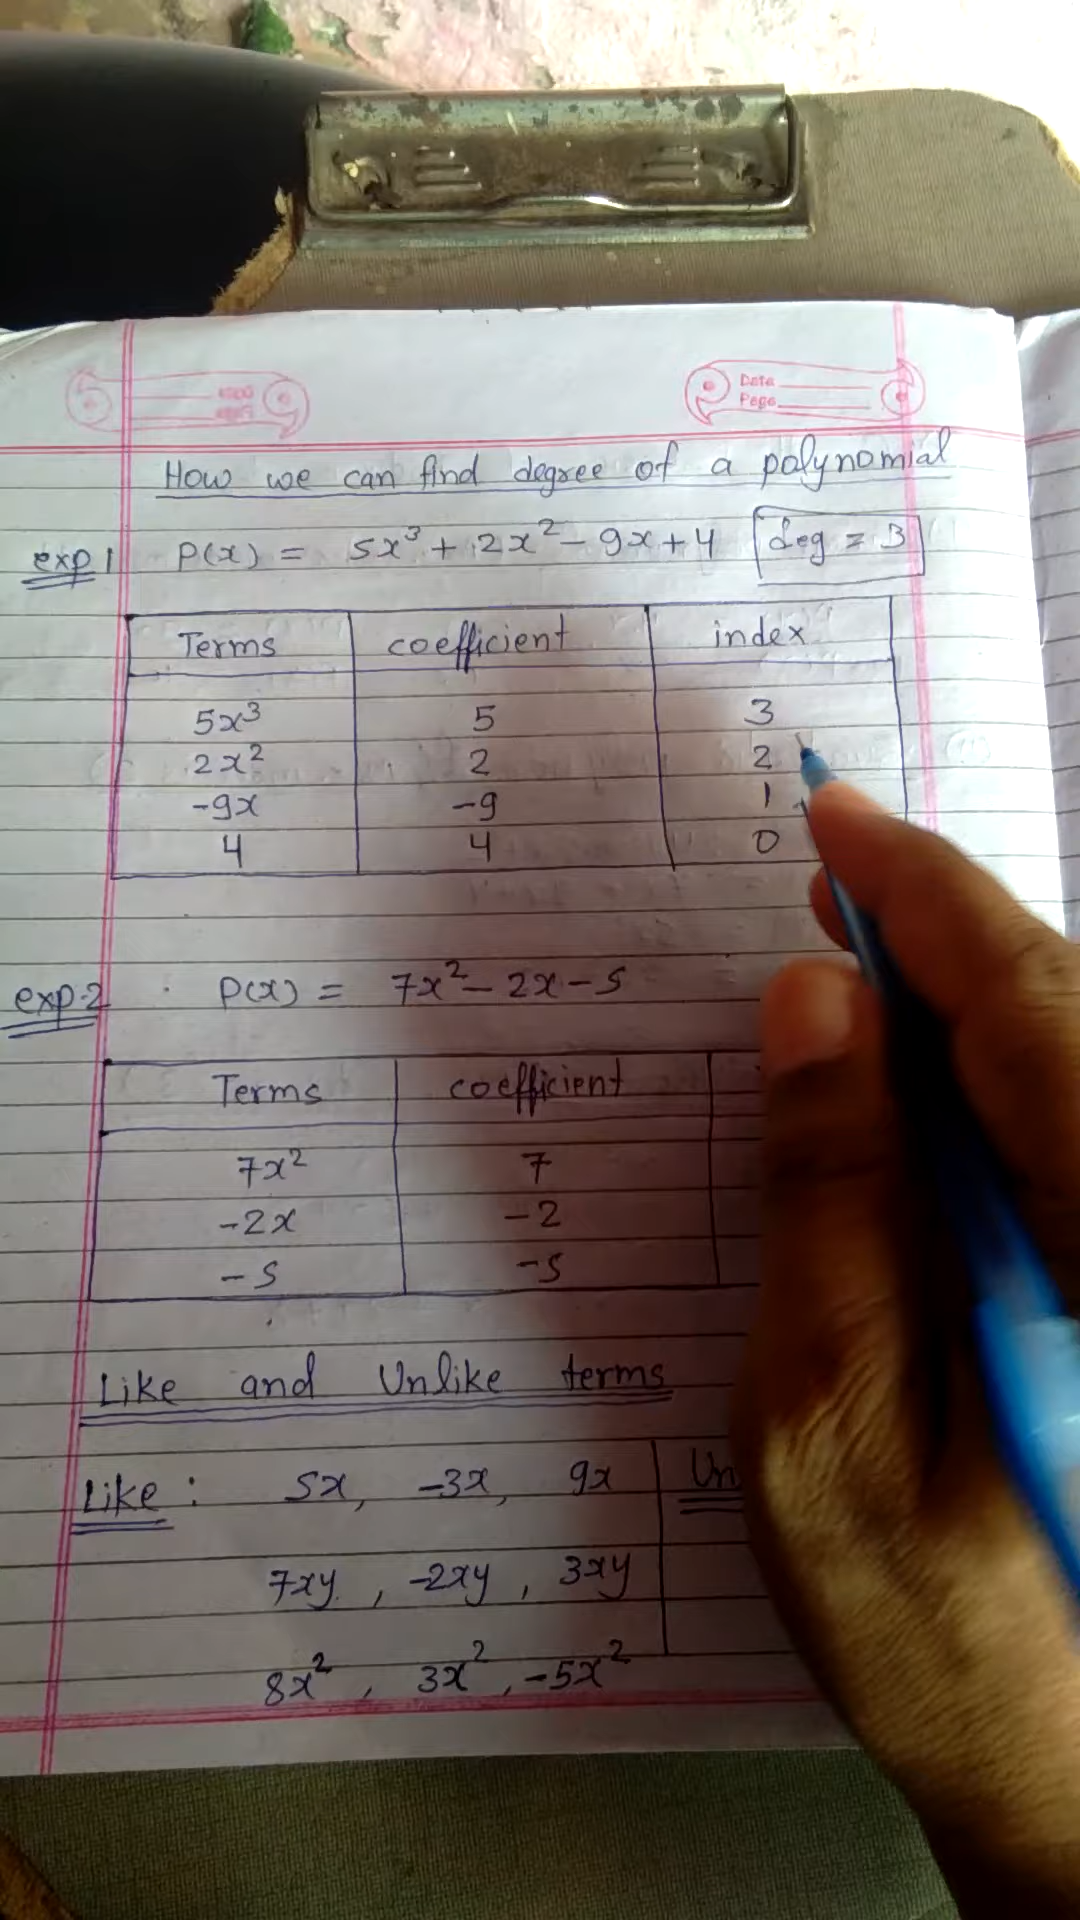 Date
Page
How we can find degree of a polynomial
exp 1 P(x) = 5x³ + 2x² - 9x + 4 deg = 3
Terms coefficient index
5x³ 5 3
2x² 2 2
-9x -9 1
4 4 0
exp-2 P(x) = 7x² - 2x - 5
Terms coefficient
7x² 7
-2x -2
-5 -5
Like and Unlike terms
Like : 5x, -3x, 9x Un
7xy, -2xy, 3xy
8x², 3x², -5x²